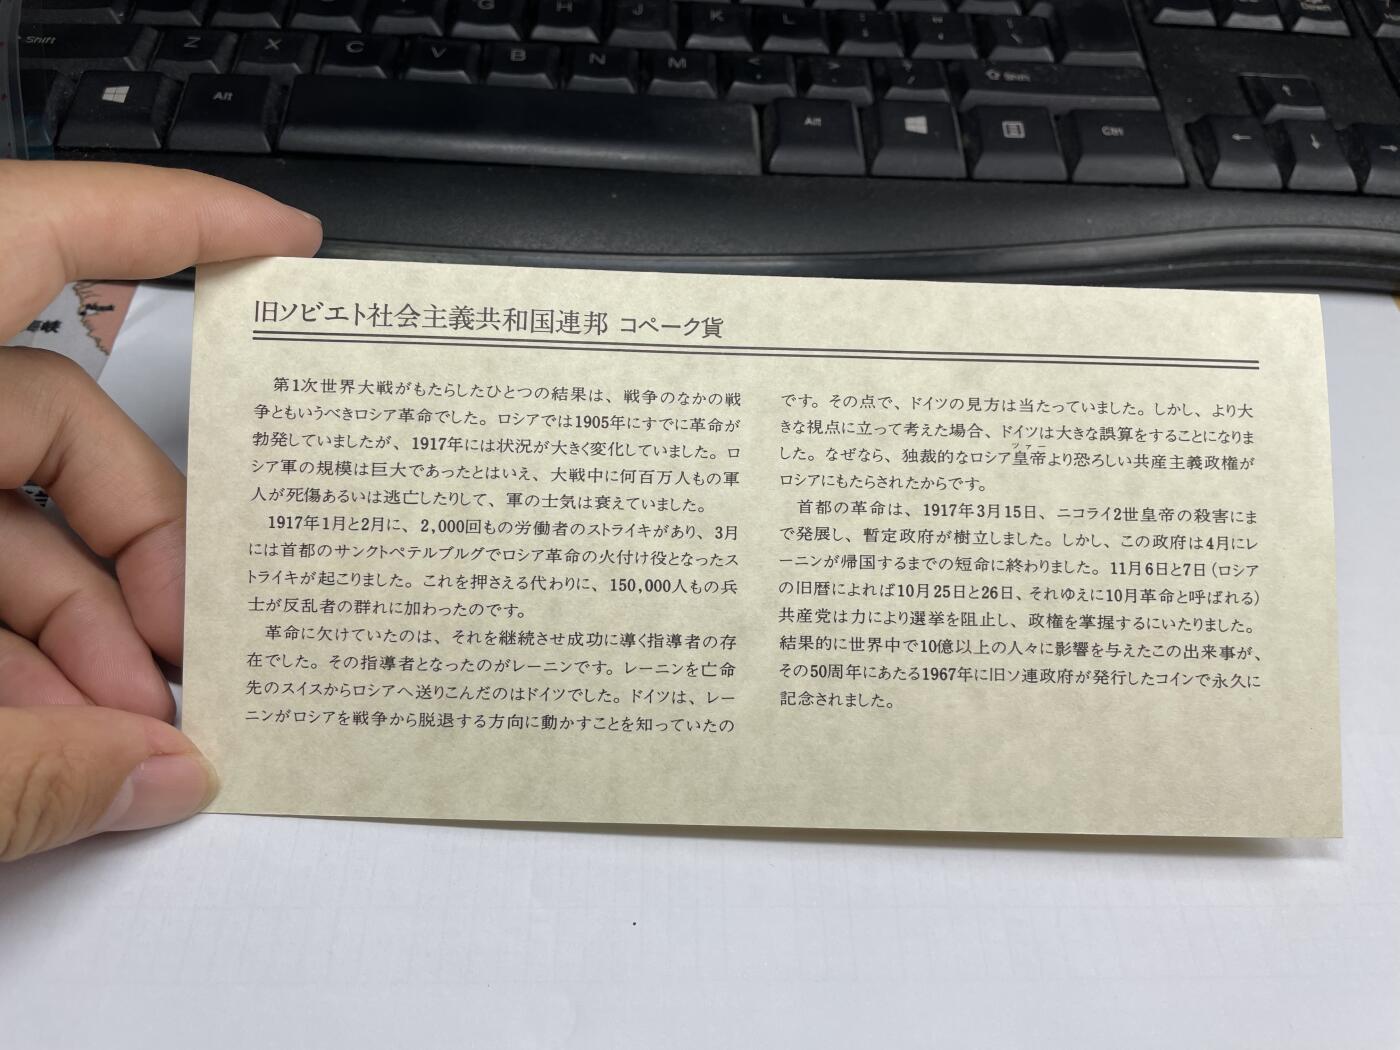 G
H
J
K
L
Shift
Z
X
C
V
B
N
M
Shift
Alt
Alt
Ctrl
旧ソビエト社会主義共和国連邦 コペーク貨
第1次世界大戦がもたらしたひとつの結果は、戦争のなかの戦
争ともいうべきロシア革命でした。ロシアでは1905年にすでに革命が
勃発していましたが、1917年には状況が大きく変化していました。ロ
シア軍の規模は巨大であったとはいえ、大戦中に何百万人もの軍
人が死傷あるいは逃亡したりして、軍の士気は衰えていました。
1917年1月と2月に、2,000回もの労働者のストライキがあり、3月
には首都のサンクトペテルブルグでロシア革命の火付け役となったス
トライキが起こりました。これを押さえる代わりに、150,000人もの兵
士が反乱者の群れに加わったのです。
革命に欠けていたのは、それを継続させ成功に導く指導者の存
在でした。その指導者となったのがレーニンです。レーニンを亡命
先のスイスからロシアへ送りこんだのはドイツでした。ドイツは、レー
ニンがロシアを戦争から脱退する方向に動かすことを知っていたの
です。その点で、ドイツの見方は当たっていました。しかし、より大
きな視点に立って考えた場合、ドイツは大きな誤算をすることになりま
した。なぜなら、独裁的なロシア皇帝より恐ろしい共産主義政権が
ロシアにもたらされたからです。
首都の革命は、1917年3月15日、ニコライ2世皇帝の殺害にま
で発展し、暫定政府が樹立しました。しかし、この政府は4月にレ
ーニンが帰国するまでの短命に終わりました。11月6日と7日(ロシア
の旧暦によれば10月25日と26日、それゆえに10月革命と呼ばれる)
共産党は力により選挙を阻止し、政権を掌握するにいたりました。
結果的に世界中で10億以上の人々に影響を与えたこの出来事が、
その50周年にあたる1967年に旧ソ連政府が発行したコインで永久に
記念されました。